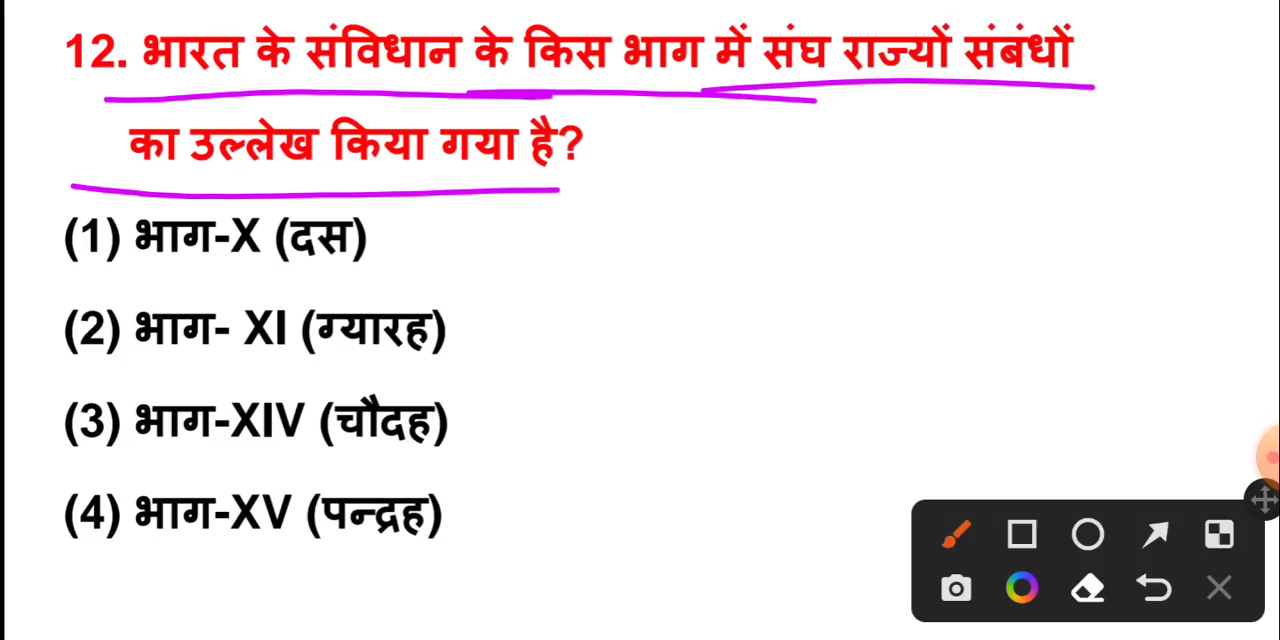 12. भारत के संविधान के किस भाग में संघ राज्यों संबंधों
का उल्लेख किया गया है?
(1) भाग-X (दस)
(2) भाग- XI (ग्यारह)
(3) भाग-XIV (चौदह)
(4) भाग-XV (पन्द्रह)